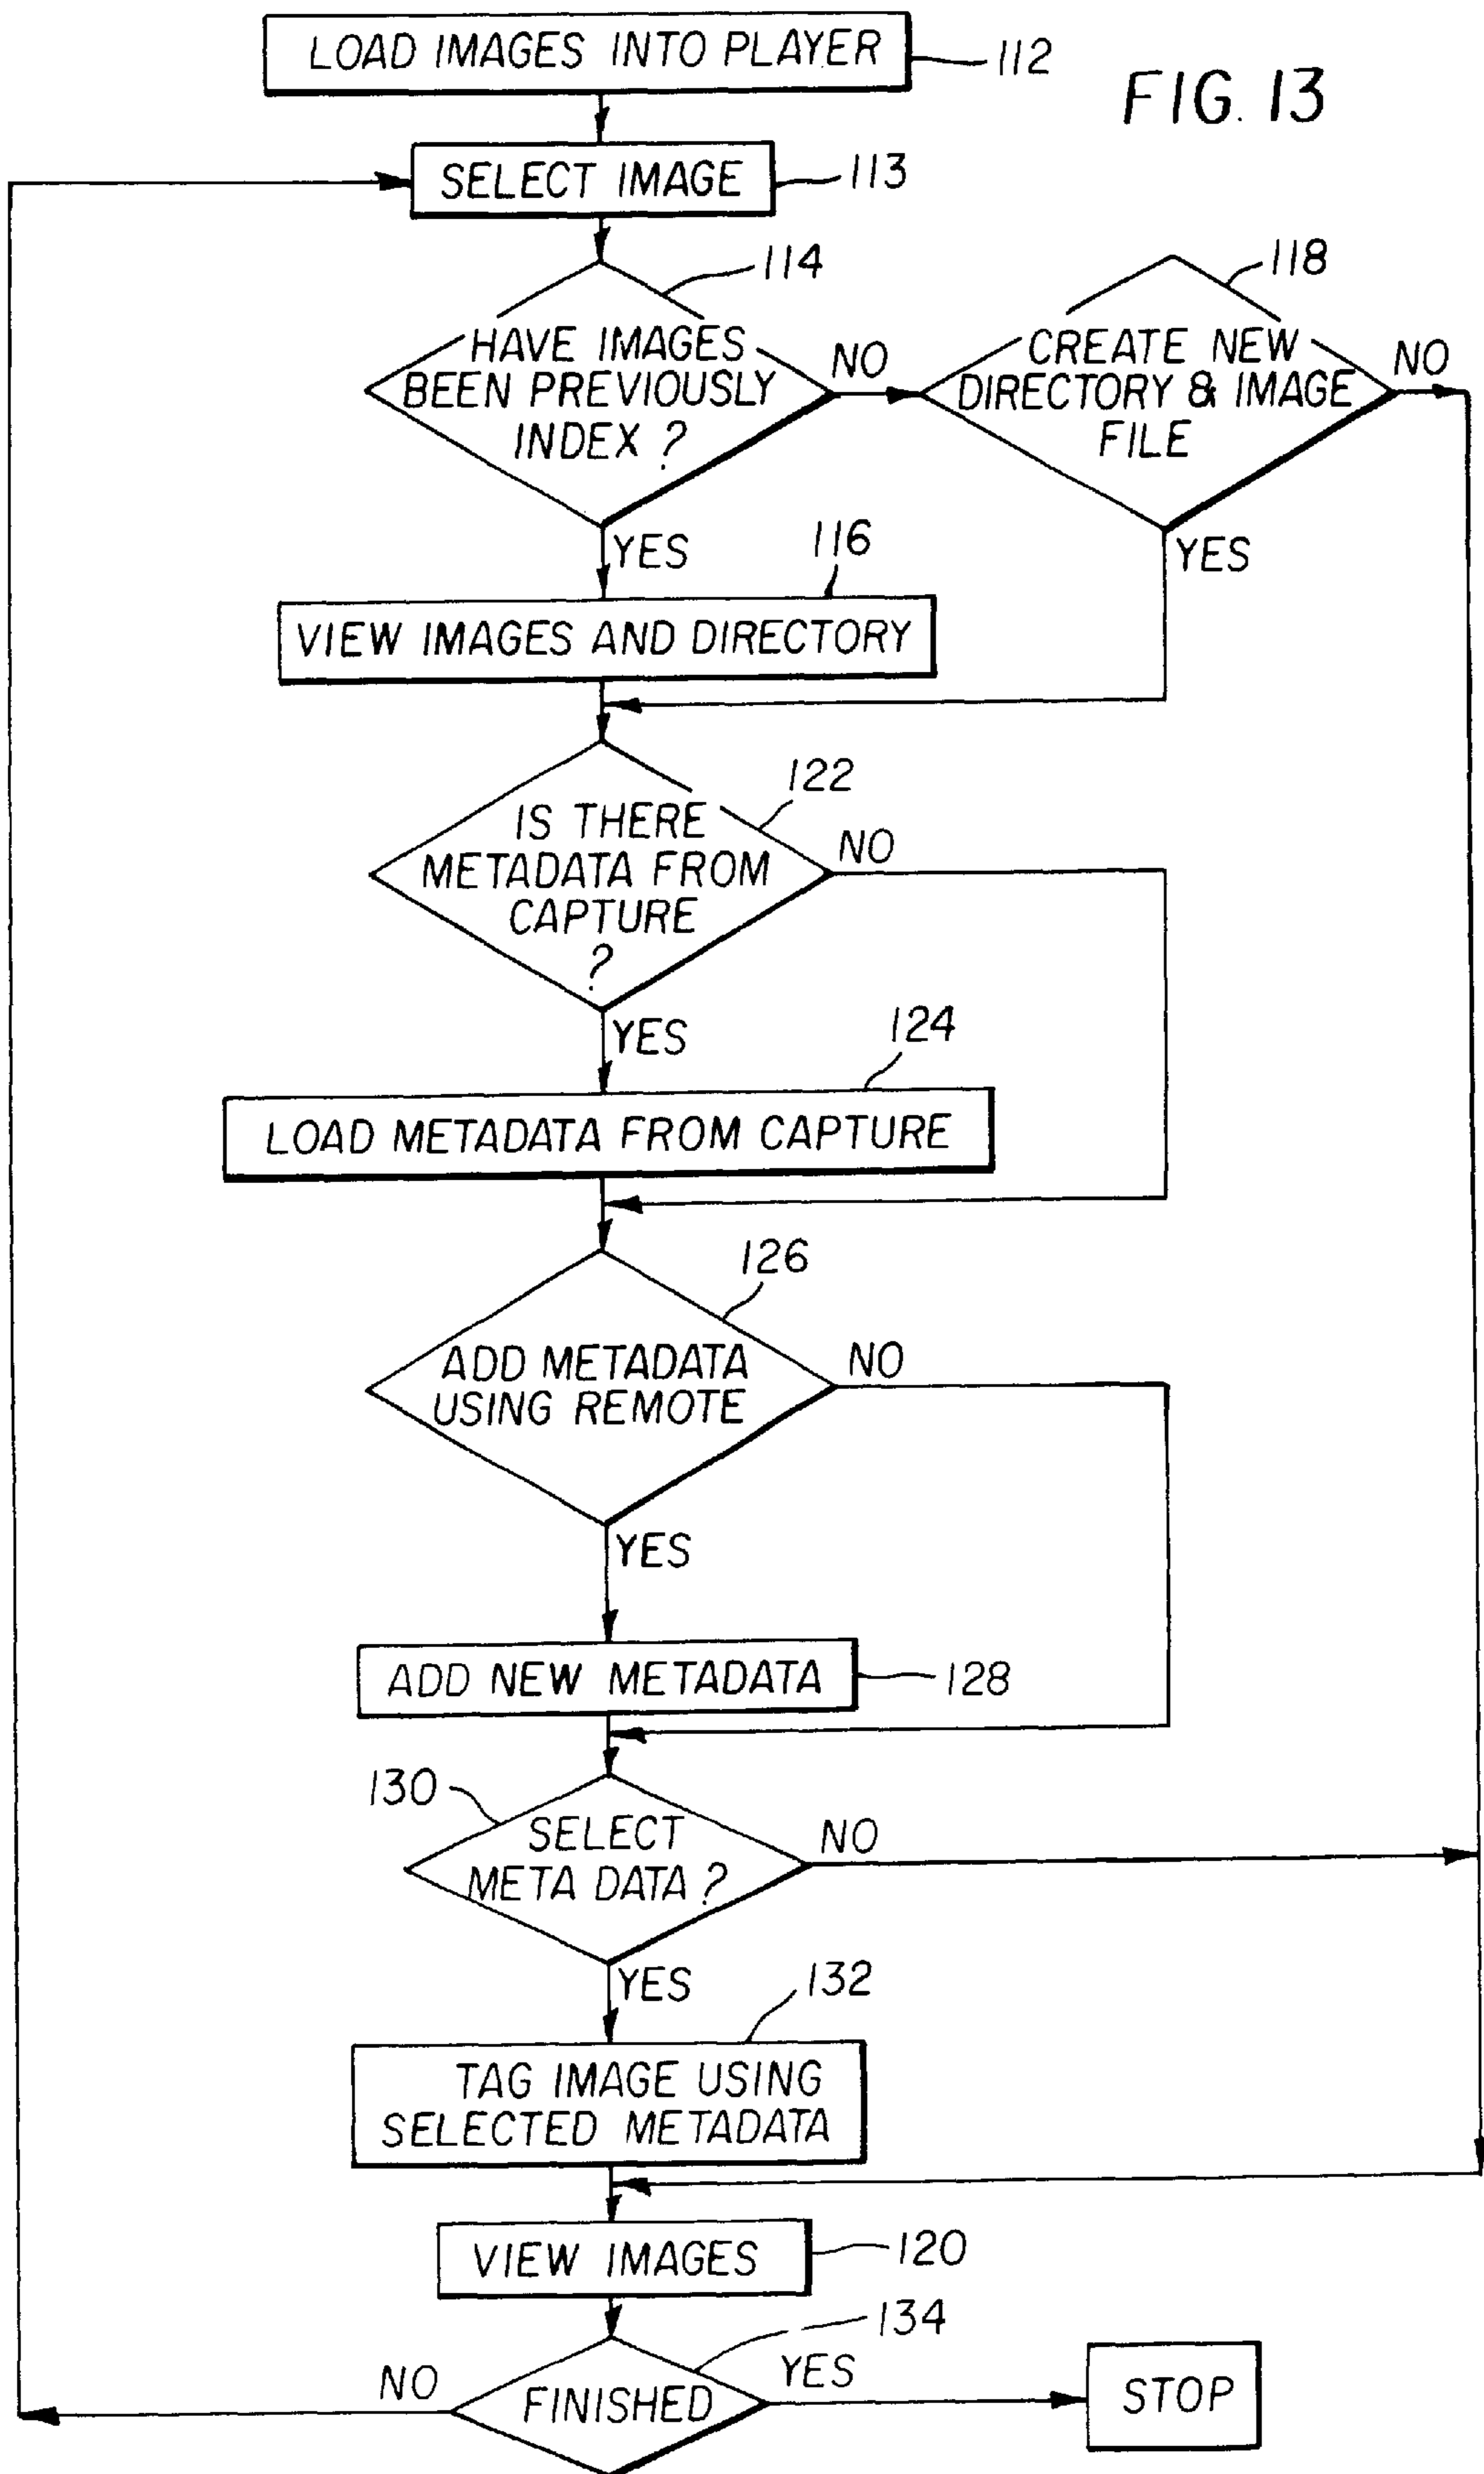 LOAD IMAGES INTO PLAYER
112
FIG. 13
SELECT IMAGE
113
114
HAVE IMAGES
BEEN PREVIOUSLY
INDEX ?
NO
118
CREATE NEW
DIRECTORY & IMAGE
FILE
NO
YES
116
YES
VIEW IMAGES AND DIRECTORY
122
IS THERE
METADATA FROM
CAPTURE
?
NO
YES
124
LOAD METADATA FROM CAPTURE
126
ADD METADATA
USING REMOTE
NO
YES
ADD NEW METADATA
128
130
SELECT
META DATA ?
NO
YES
132
TAG IMAGE USING
SELECTED METADATA
VIEW IMAGES
120
134
NO
FINISHED
YES
STOP